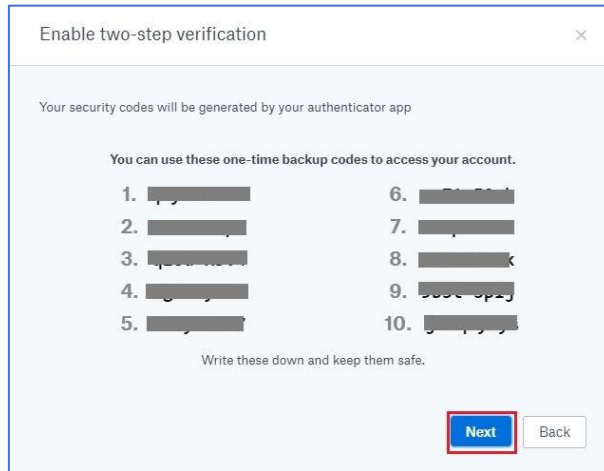 Enable two-step verification
Your security codes will be generated by your authenticator app
You can use these one-time backup codes to access your account.
1.
2.
3.
4.
5.
6.
7.
8.
9.
10.
Write these down and keep them safe.
Next
Back